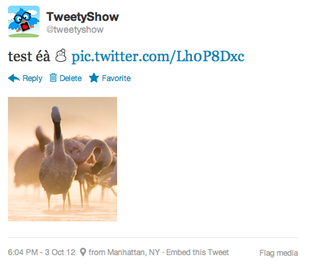 TweetyShow
@tweetyshow
test éà ☃ pic.twitter.com/Lh0P8Dxc
Reply Delete Favorite
6:04 PM - 3 Oct 12 from Manhattan, NY · Embed this Tweet Flag media